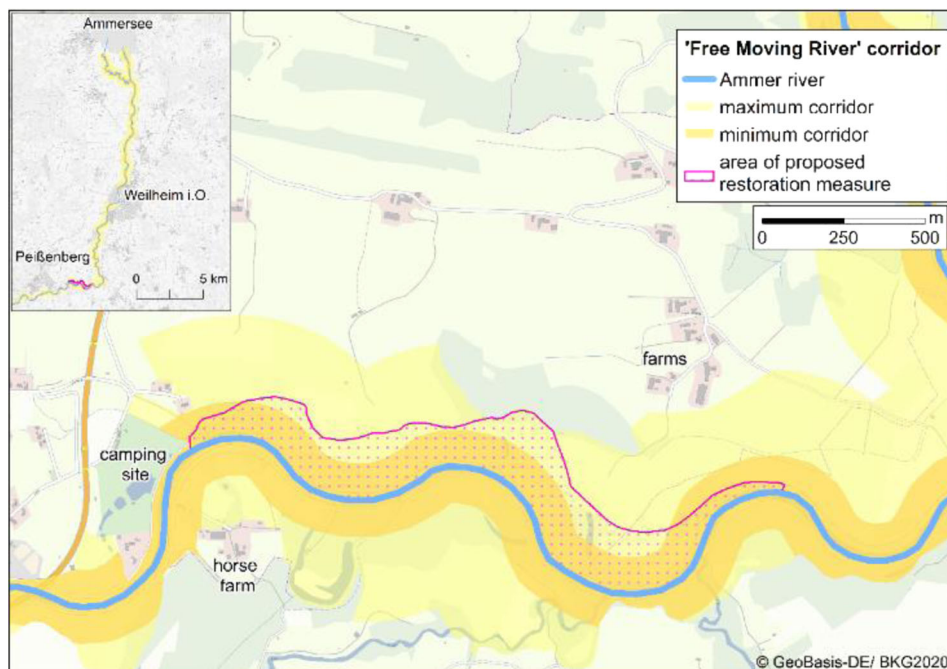 Ammersee
Weilheim i.O.
Peißenberg
0 5 km
'Free Moving River' corridor
Ammer river
maximum corridor
minimum corridor
area of proposed
restoration measure
m
0 250 500
farms
camping
site
horse
farm
© GeoBasis-DE/ BKG2020